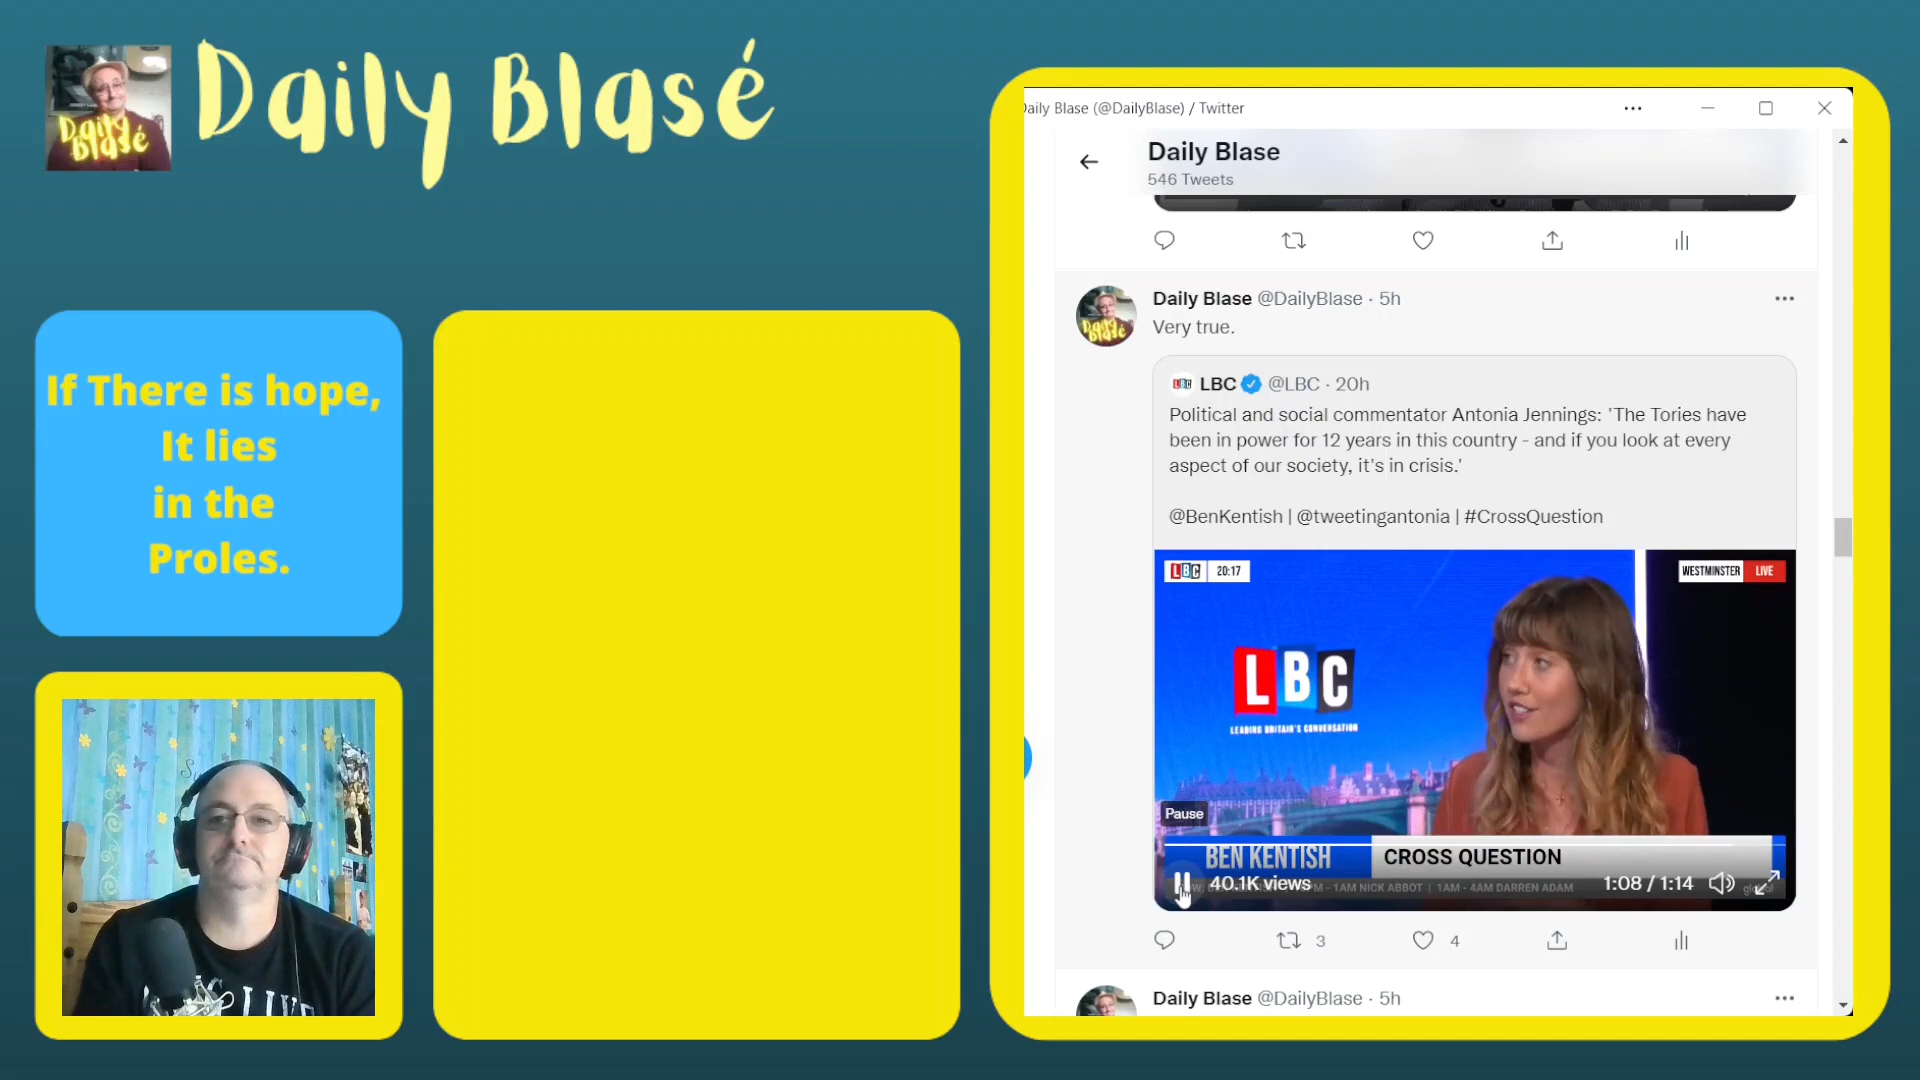 Daily Blasé
Daily
Blasé
If There is hope,
It lies
in the
Proles.
aily Blase (@DailyBlase) / Twitter
Daily Blase
546 Tweets
Daily Blase @DailyBlase · 5h
Very true.
LBC @LBC · 20h
Political and social commentator Antonia Jennings: 'The Tories have
been in power for 12 years in this country - and if you look at every
aspect of our society, it's in crisis.'
@BenKentish | @tweetingantonia | #CrossQuestion
LBC 20:17
WESTMINSTER LIVE
LBC
LEADING BRITAIN'S CONVERSATION
Pause
BEN KENTISH CROSS QUESTION
40.1K views
- 1AM NICK ABBOT | 1AM - 4AM DARREN ADAM
1:08 / 1:14
3 4
Daily Blase @DailyBlase · 5h